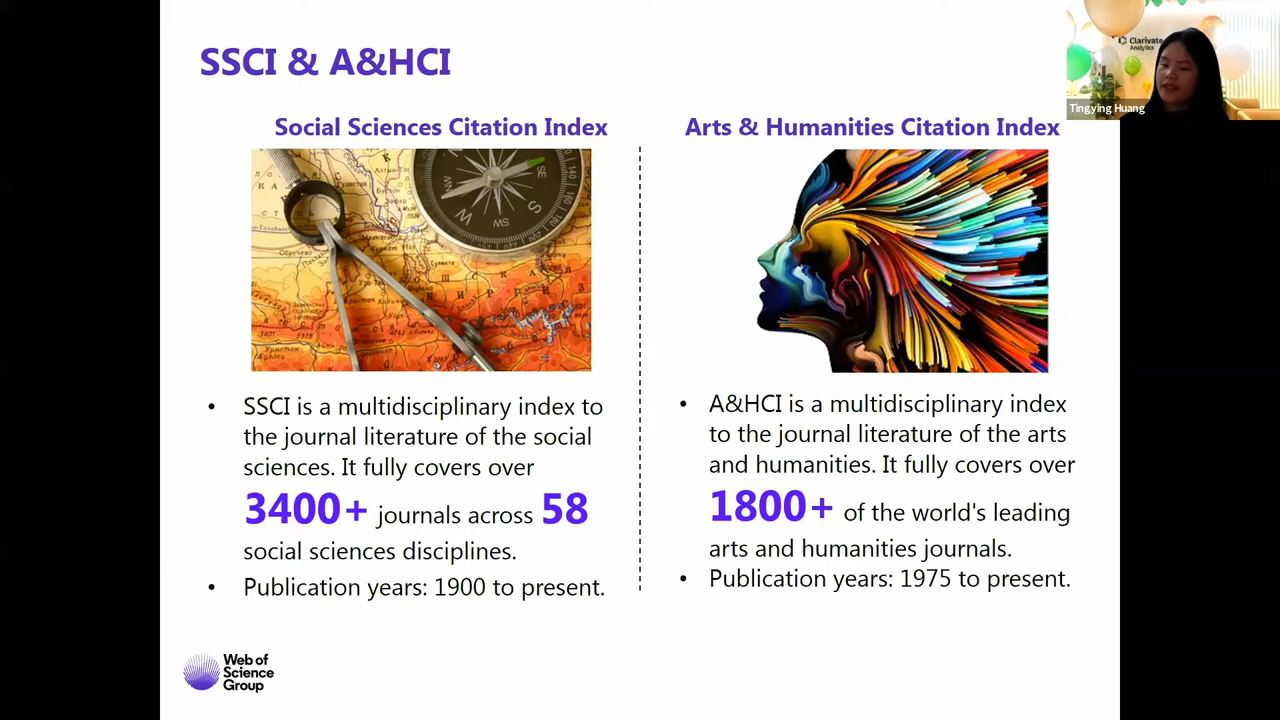 SSCI & A&HCI
Clarivate
Analytics
Tingying Huang
Social Sciences Citation Index
Arts & Humanities Citation Index
• SSCI is a multidisciplinary index to
the journal literature of the social
sciences. It fully covers over
3400+ journals across 58
social sciences disciplines.
• Publication years: 1900 to present.
• A&HCI is a multidisciplinary index
to the journal literature of the arts
and humanities. It fully covers over
1800+ of the world's leading
arts and humanities journals.
• Publication years: 1975 to present.
Web of
Science
Group